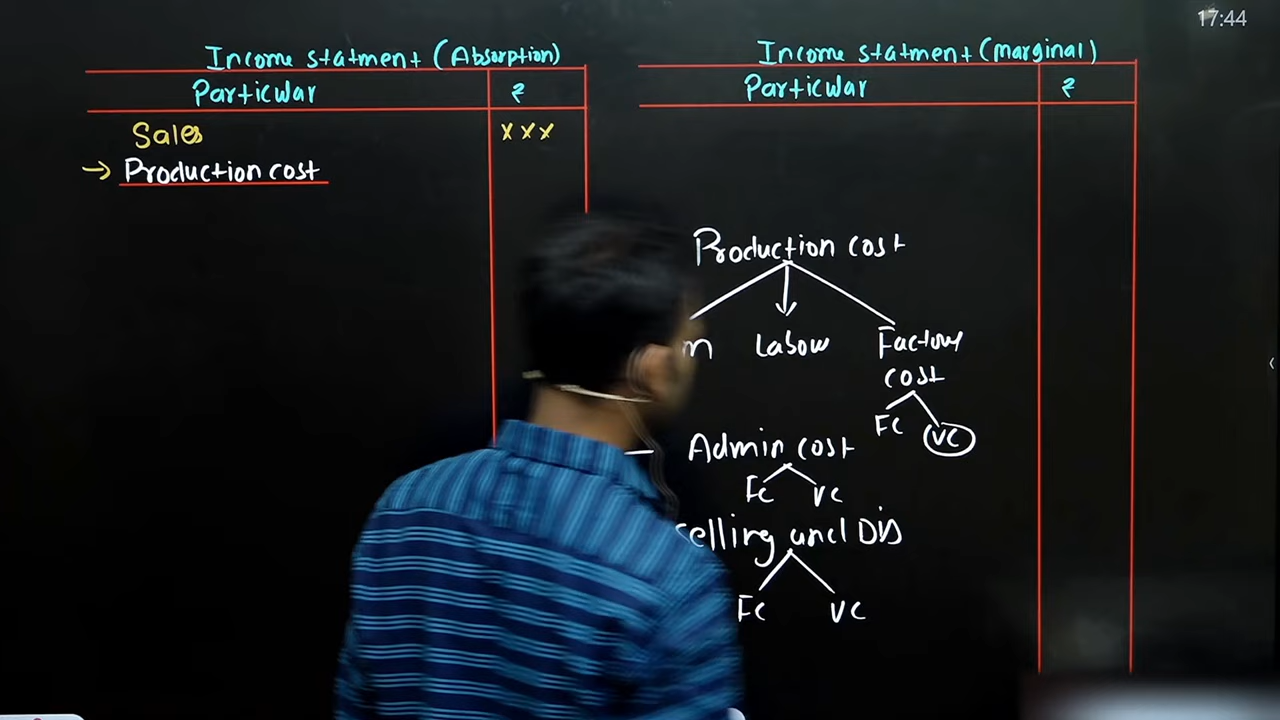 17:44
Income statment (Absorption)
Particular ₹
Sales xxx
→ Production cost
Income statment (marginal)
Particular ₹
Production cost
m Labour Factory
cost
FC VC
Admin cost
FC VC
selling and Dis
FC VC